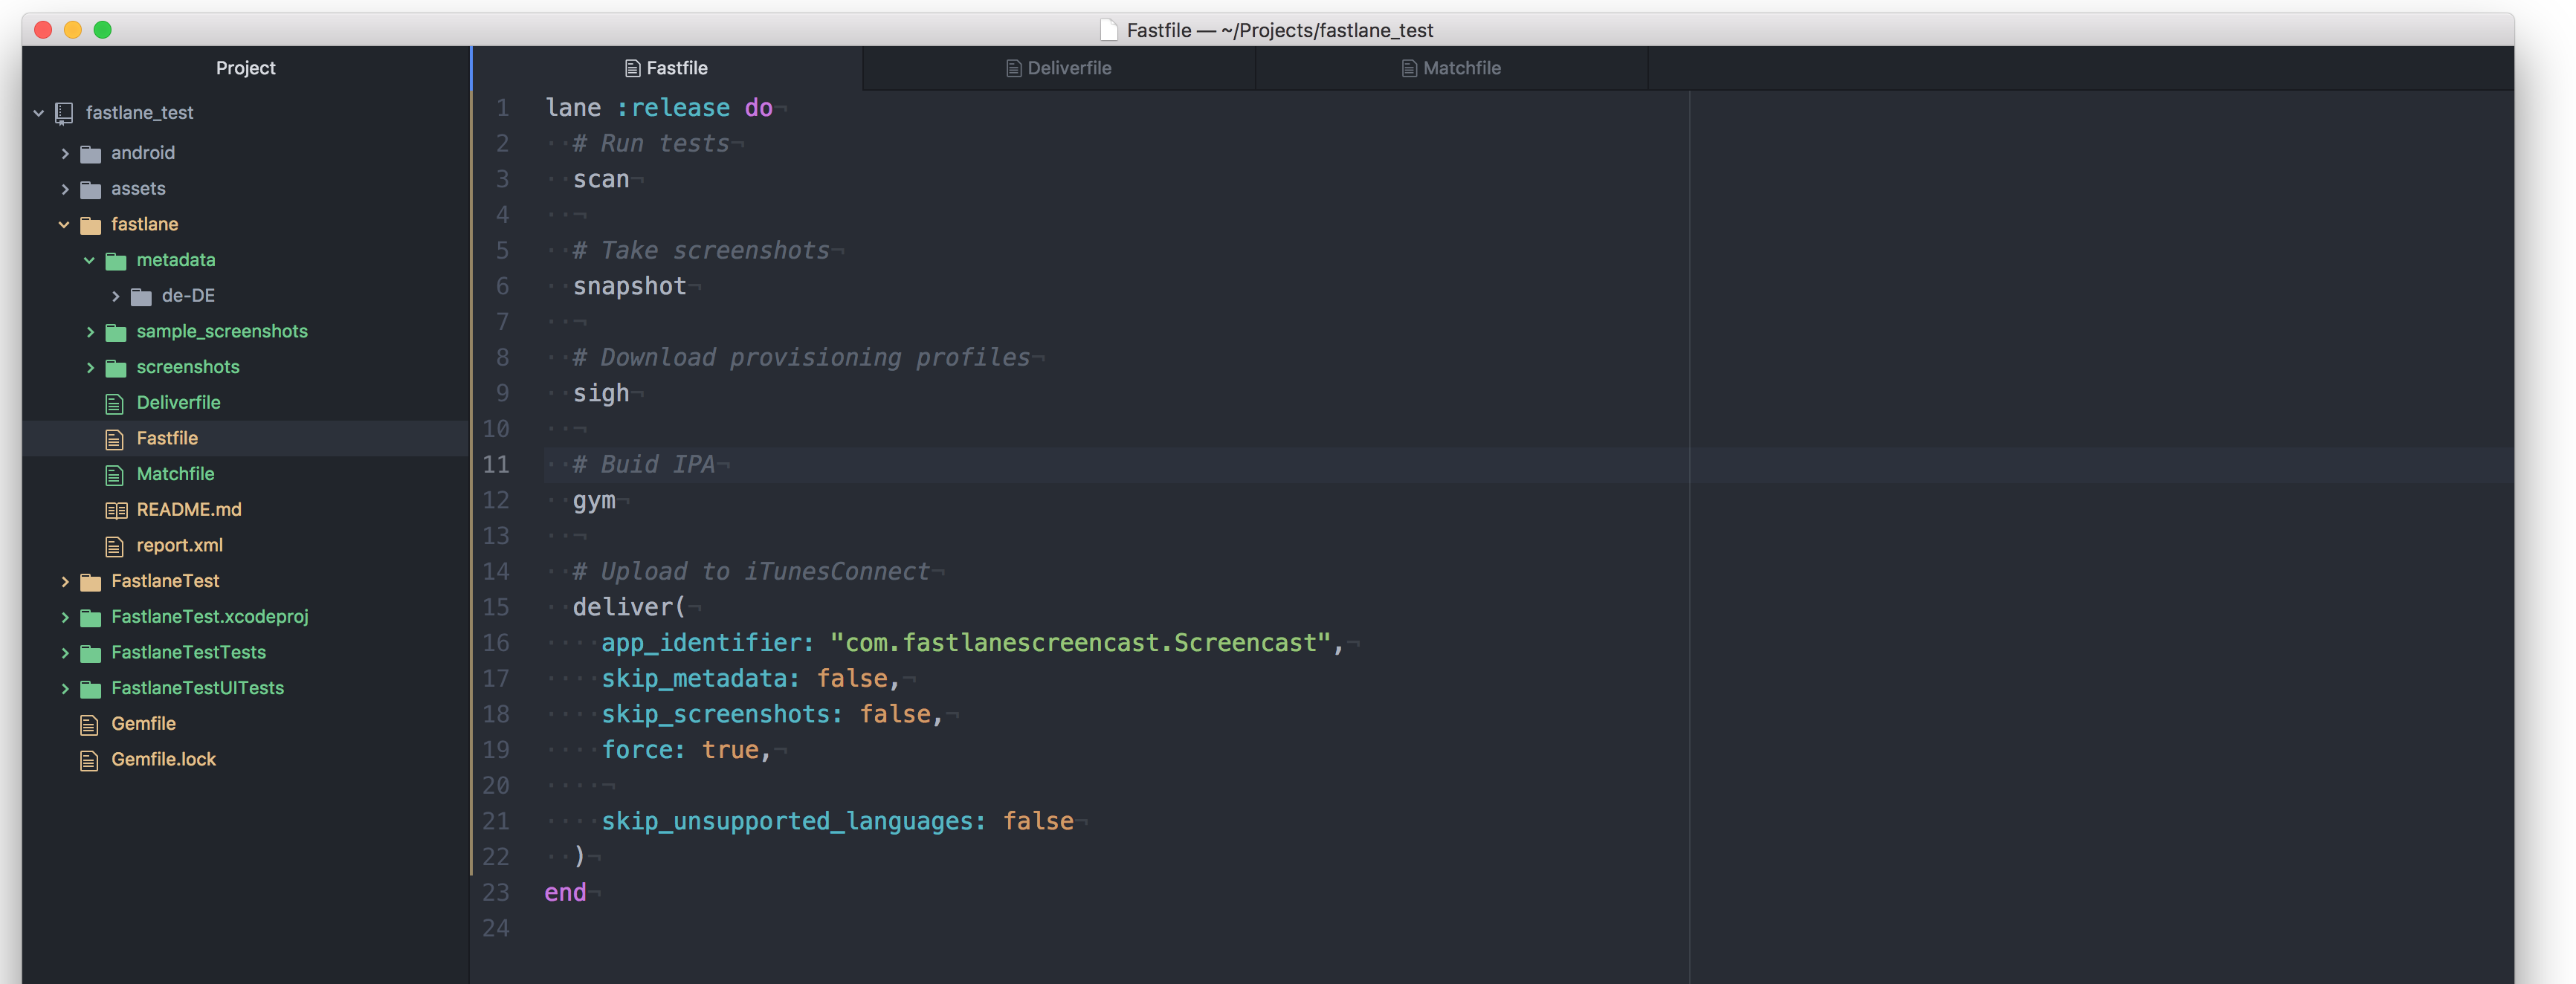 Fastfile — ~/Projects/fastlane_test
Project
fastlane_test
android
assets
fastlane
metadata
de-DE
sample_screenshots
screenshots
Deliverfile
Fastfile
Matchfile
README.md
report.xml
FastlaneTest
FastlaneTest.xcodeproj
FastlaneTestTests
FastlaneTestUITests
Gemfile
Gemfile.lock
Fastfile Deliverfile Matchfile
1 lane :release do¬
2 ··# Run tests¬
3 ··scan¬
4 ··¬
5 ··# Take screenshots¬
6 ··snapshot¬
7 ··¬
8 ··# Download provisioning profiles¬
9 ··sigh¬
10 ··¬
11 ··# Buid IPA¬
12 ··gym¬
13 ··¬
14 ··# Upload to iTunesConnect¬
15 ··deliver(¬
16 ····app_identifier: "com.fastlanescreencast.Screencast",¬
17 ····skip_metadata: false,¬
18 ····skip_screenshots: false,¬
19 ····force: true,¬
20 ····¬
21 ····skip_unsupported_languages: false¬
22 ··)¬
23 end¬
24